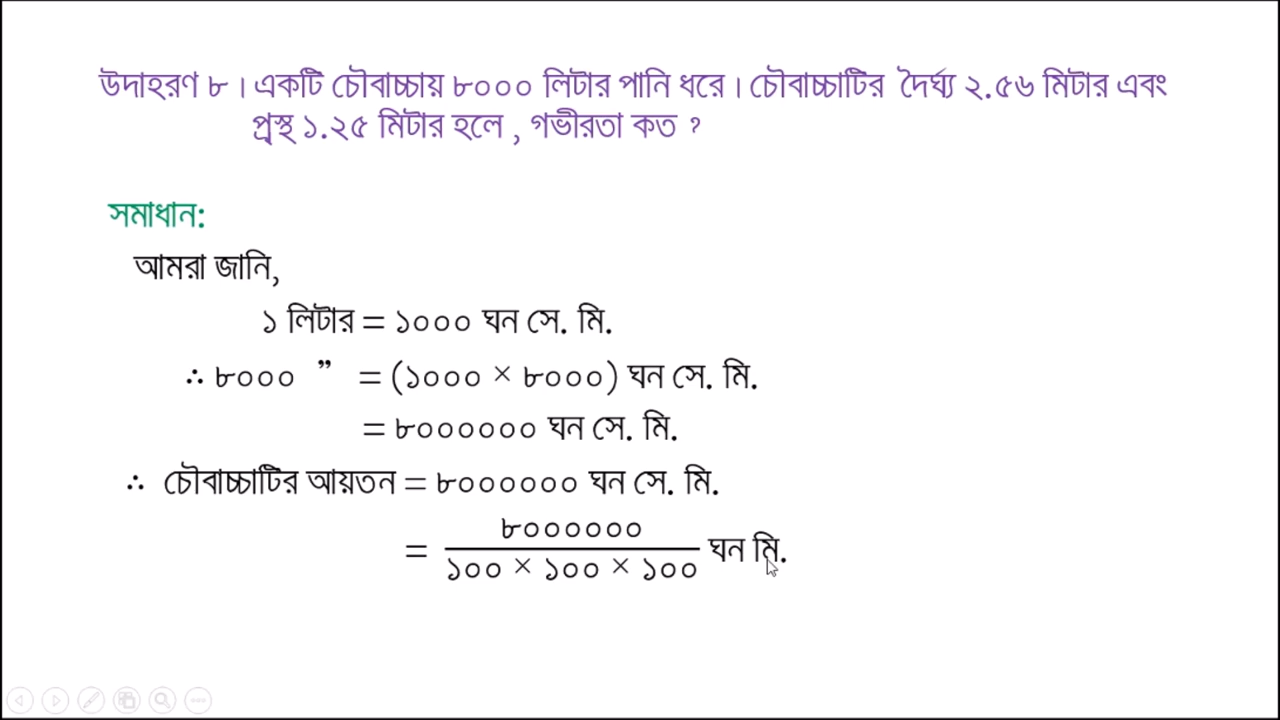 উদাহরণ ৮। একটি চৌবাচ্চায় ৮০০০ লিটার পানি ধরে। চৌবাচ্চাটির দৈর্ঘ্য ২.৫৬ মিটার এবং
প্রস্থ ১.২৫ মিটার হলে , গভীরতা কত ?
সমাধান:
আমরা জানি,
১ লিটার = ১০০০ ঘন সে. মি.
∴ ৮০০০ ” = (১০০০ × ৮০০০) ঘন সে. মি.
= ৮০০০০০০ ঘন সে. মি.
∴ চৌবাচ্চাটির আয়তন = ৮০০০০০০ ঘন সে. মি.
৮০০০০০০
= ঘন মি.
১০০ × ১০০ × ১০০